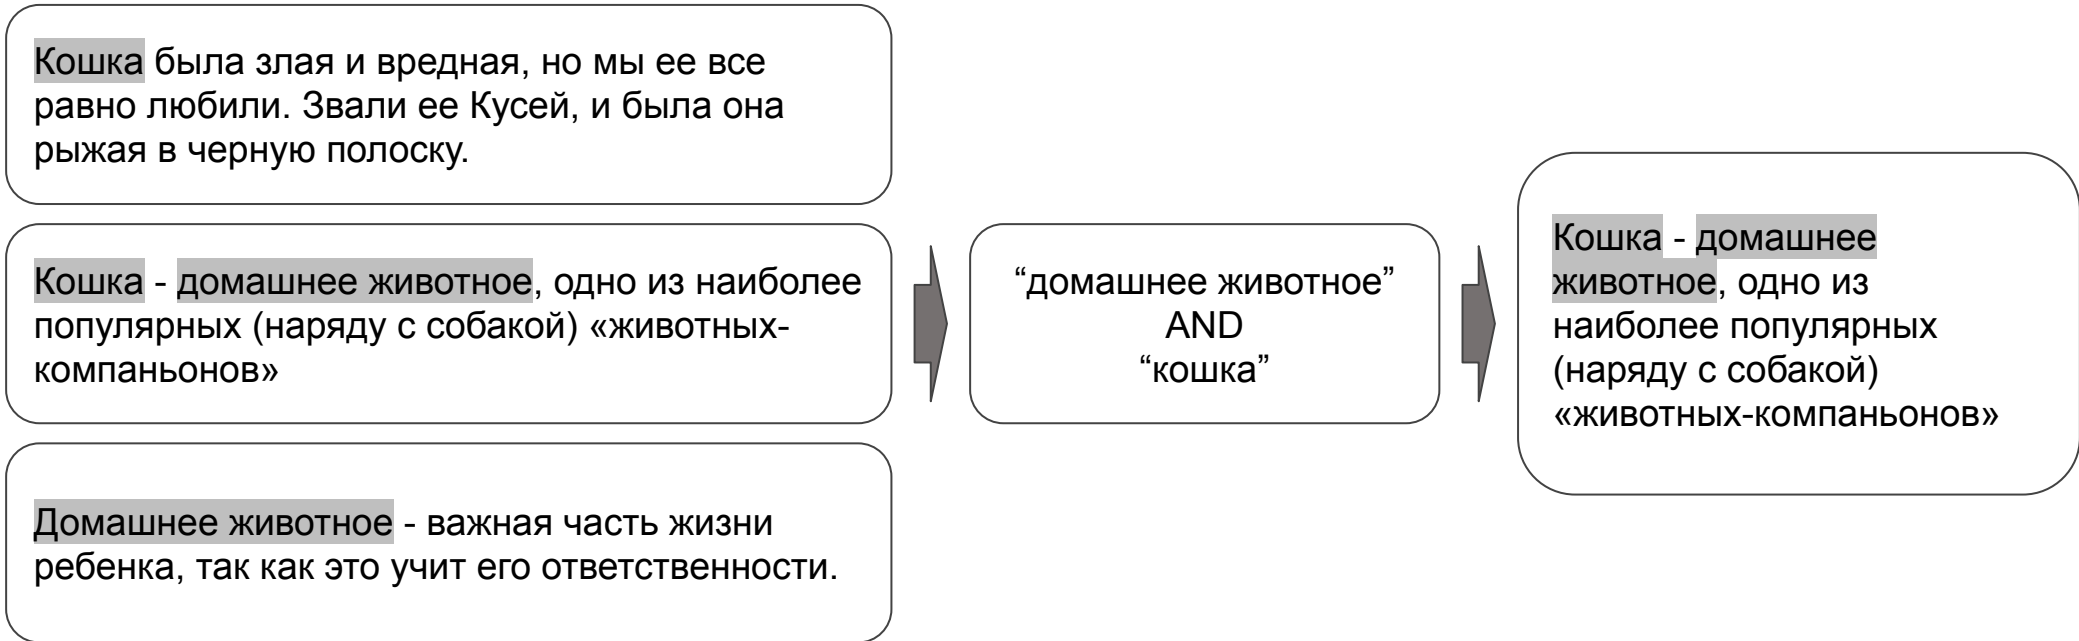 Кошка была злая и вредная, но мы ее все
равно любили. Звали ее Кусей, и была она
рыжая в черную полоску.
Кошка - домашнее животное, одно из наиболее
популярных (наряду с собакой) «животных-
компаньонов»
Домашнее животное - важная часть жизни
ребенка, так как это учит его ответственности.
“домашнее животное”
AND
“кошка”
Кошка - домашнее
животное, одно из
наиболее популярных
(наряду с собакой)
«животных-компаньонов»